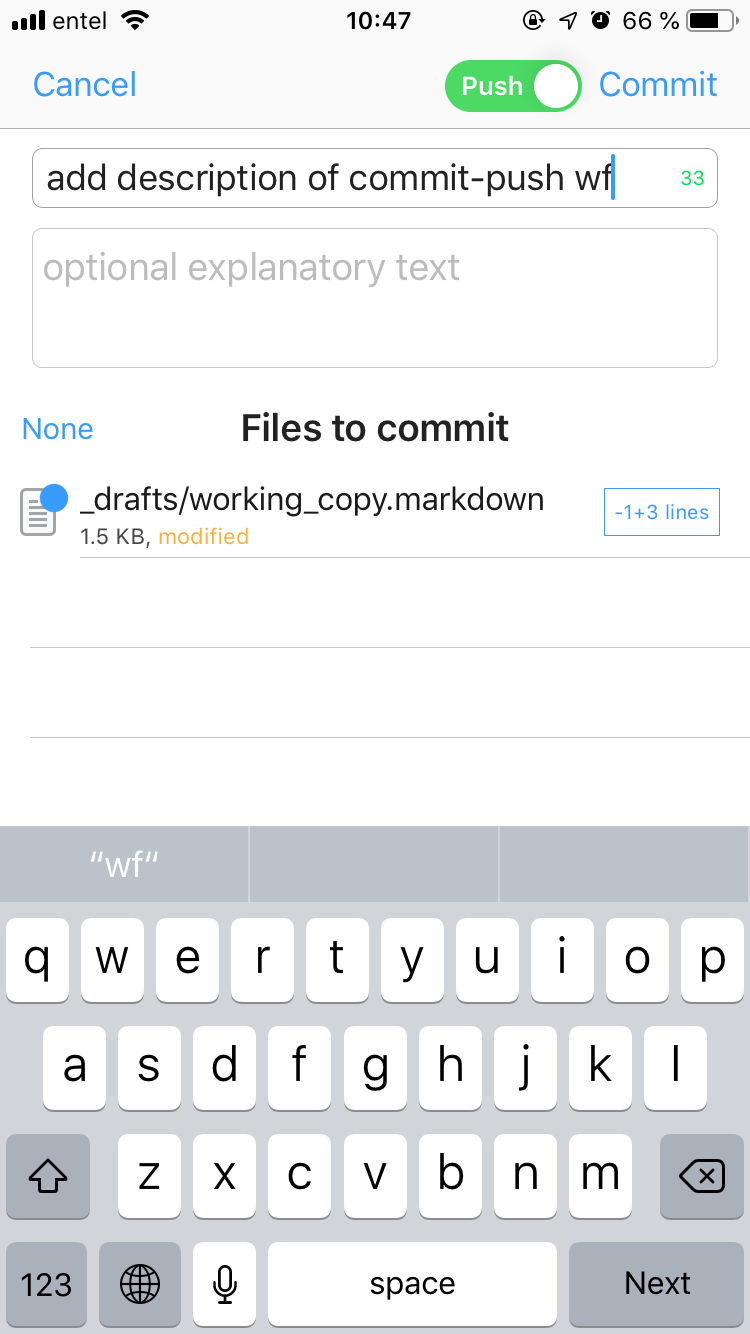 entel 10:47 66 %
Cancel Push Commit
add description of commit-push wf 33
optional explanatory text
None Files to commit
_drafts/working_copy.markdown -1+3 lines
1.5 KB, modified
“wf“
q w e r t y u i o p
a s d f g h j k l
z x c v b n m
123 space Next